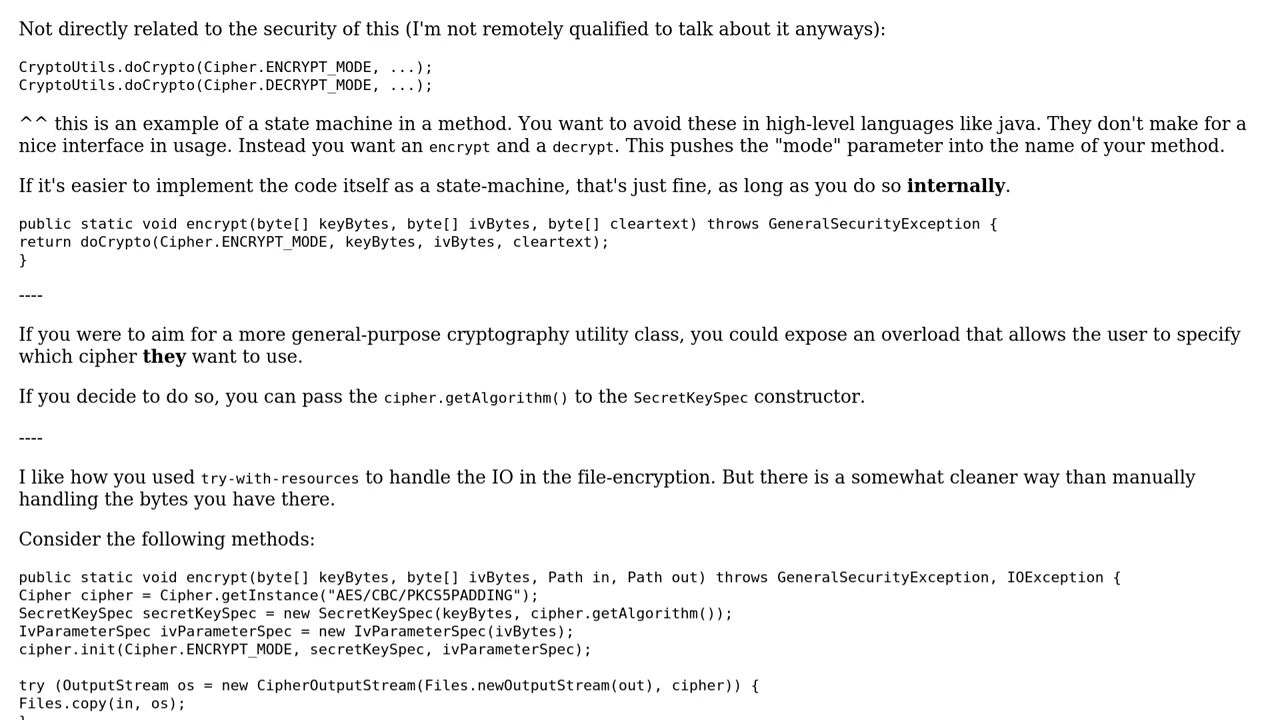 Not directly related to the security of this (I'm not remotely qualified to talk about it anyways):
CryptoUtils.doCrypto(Cipher.ENCRYPT_MODE, ...);
CryptoUtils.doCrypto(Cipher.DECRYPT_MODE, ...);
^^ this is an example of a state machine in a method. You want to avoid these in high-level languages like java. They don't make for a
nice interface in usage. Instead you want an encrypt and a decrypt. This pushes the "mode" parameter into the name of your method.
If it's easier to implement the code itself as a state-machine, that's just fine, as long as you do so internally.
public static void encrypt(byte[] keyBytes, byte[] ivBytes, byte[] cleartext) throws GeneralSecurityException {
return doCrypto(Cipher.ENCRYPT_MODE, keyBytes, ivBytes, cleartext);
}
----
If you were to aim for a more general-purpose cryptography utility class, you could expose an overload that allows the user to specify
which cipher they want to use.
If you decide to do so, you can pass the cipher.getAlgorithm() to the SecretKeySpec constructor.
----
I like how you used try-with-resources to handle the IO in the file-encryption. But there is a somewhat cleaner way than manually
handling the bytes you have there.
Consider the following methods:
public static void encrypt(byte[] keyBytes, byte[] ivBytes, Path in, Path out) throws GeneralSecurityException, IOException {
Cipher cipher = Cipher.getInstance("AES/CBC/PKCS5PADDING");
SecretKeySpec secretKeySpec = new SecretKeySpec(keyBytes, cipher.getAlgorithm());
IvParameterSpec ivParameterSpec = new IvParameterSpec(ivBytes);
cipher.init(Cipher.ENCRYPT_MODE, secretKeySpec, ivParameterSpec);
try (OutputStream os = new CipherOutputStream(Files.newOutputStream(out), cipher)) {
Files.copy(in, os);
}